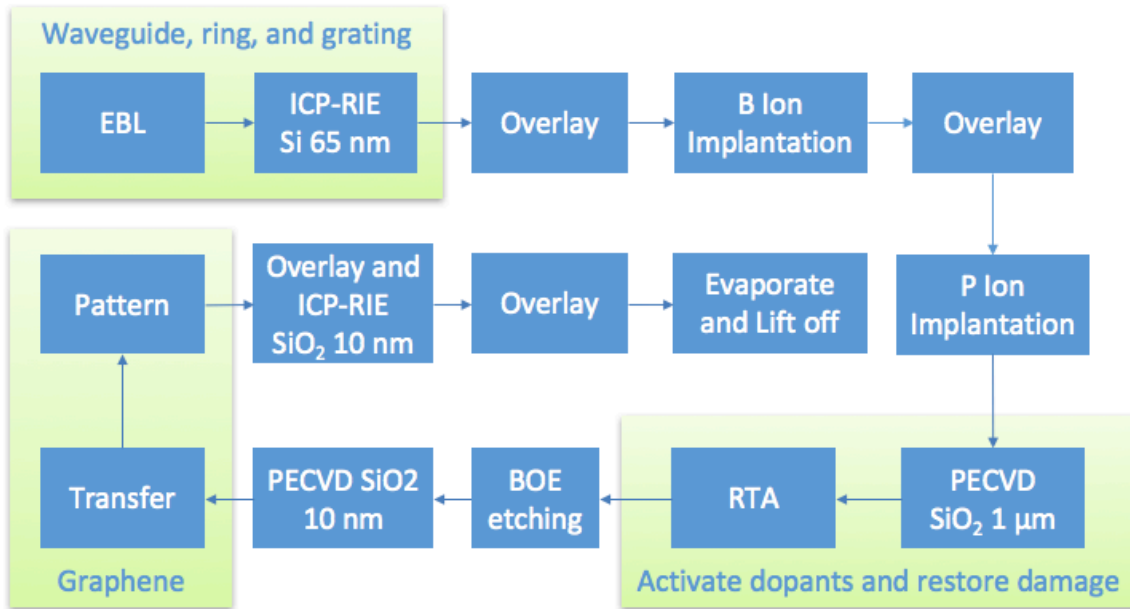 Waveguide, ring, and grating
EBL
ICP-RIE
Si 65 nm
Overlay
B Ion
Implantation
Overlay
Pattern
Overlay and
ICP-RIE
SiO₂ 10 nm
Overlay
Evaporate
and Lift off
P Ion
Implantation
Transfer
PECVD SiO2
10 nm
BOE
etching
RTA
PECVD
SiO₂ 1 μm
Graphene
Activate dopants and restore damage